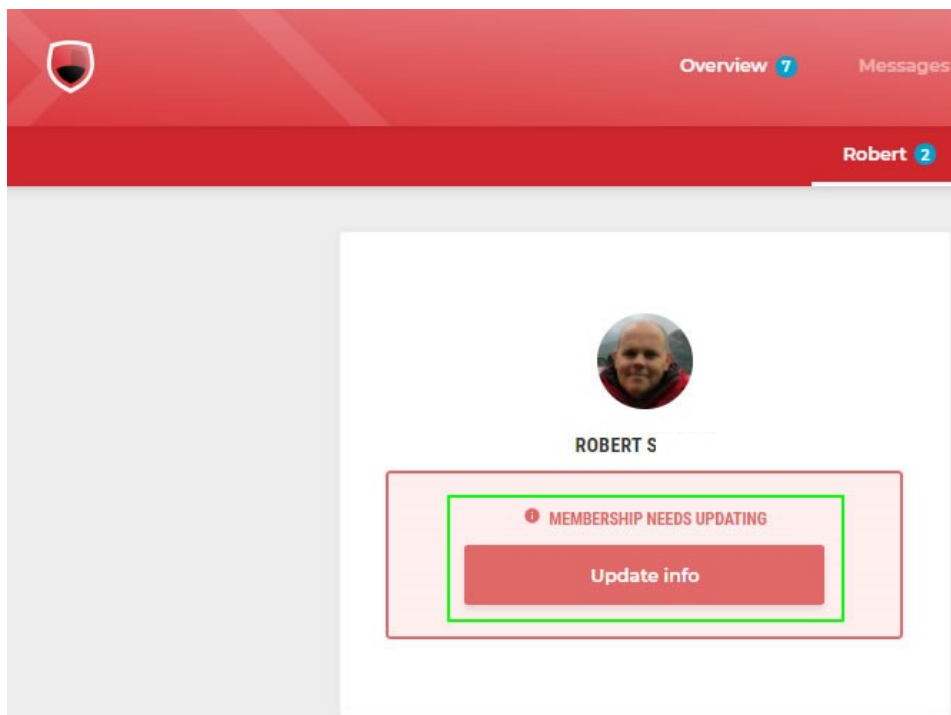 Overview 7 Messages
Robert 2
ROBERT S
MEMBERSHIP NEEDS UPDATING
Update info